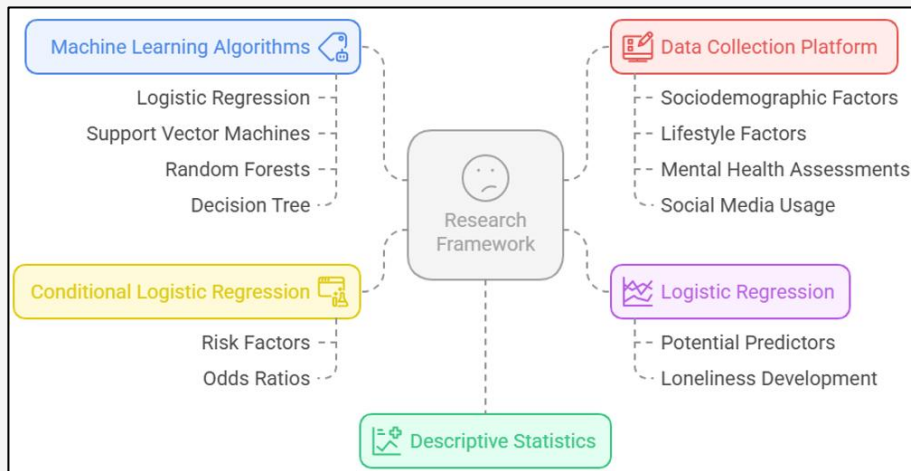 Machine Learning Algorithms
Logistic Regression
Support Vector Machines
Random Forests
Decision Tree
Data Collection Platform
Sociodemographic Factors
Lifestyle Factors
Mental Health Assessments
Social Media Usage
Research
Framework
Conditional Logistic Regression
Risk Factors
Odds Ratios
Logistic Regression
Potential Predictors
Loneliness Development
Descriptive Statistics